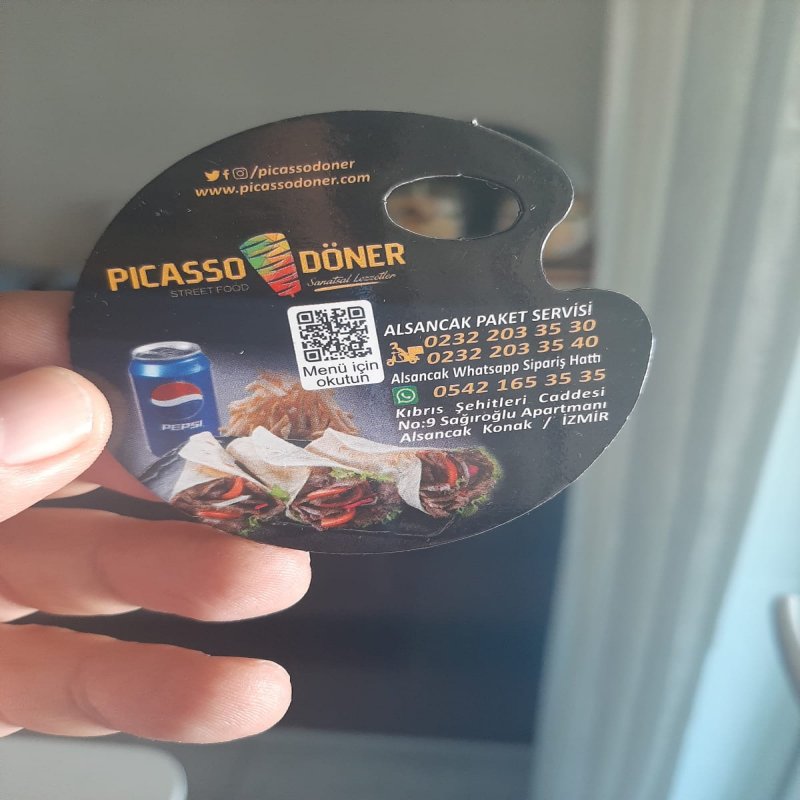 /picassodoner
www.picassodoner.com
PICASSO DÖNER
STREET FOOD Sanatsal Lezzetler
Menü için
okutun
ALSANCAK PAKET SERVİSİ
0232 203 35 30
0232 203 35 40
Alsancak Whatsapp Sipariş Hattı
0542 165 35 35
Kıbrıs Şehitleri Caddesi
No:9 Sağıroğlu Apartmanı
Alsancak Konak / İZMİR
PEPSI